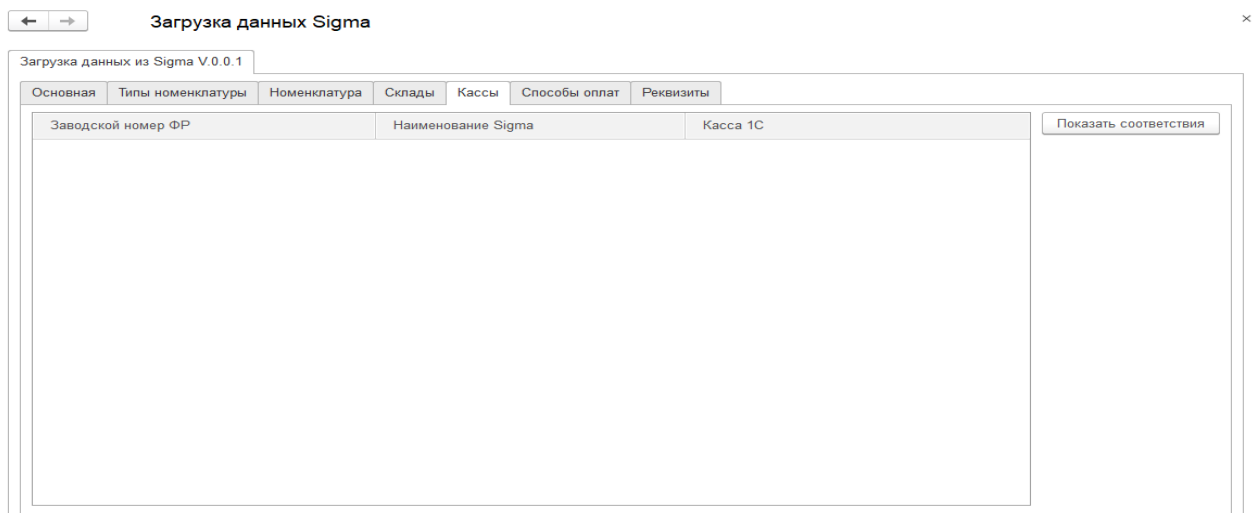 Загрузка данных Sigma
Загрузка данных из Sigma V.0.0.1
Основная Типы номенклатуры Номенклатура Склады Кассы Способы оплат Реквизиты
Заводской номер ФР Наименование Sigma Касса 1С Показать соответствия